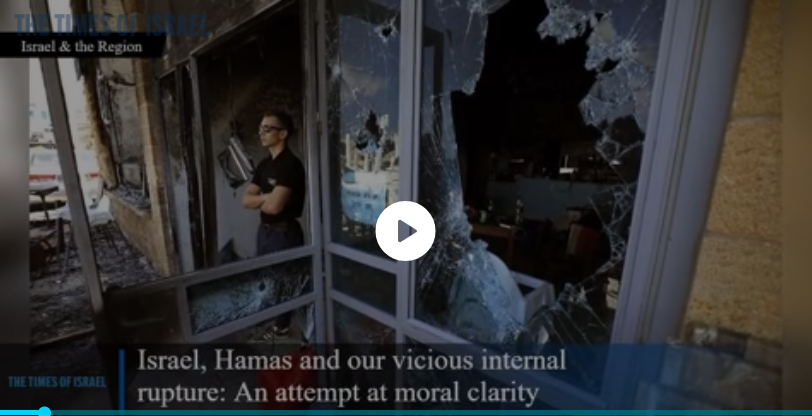 THE TIMES OF ISRAEL
Israel & the Region
Israel, Hamas and our vicious internal
rupture: An attempt at moral clarity
THE TIMES OF ISRAEL